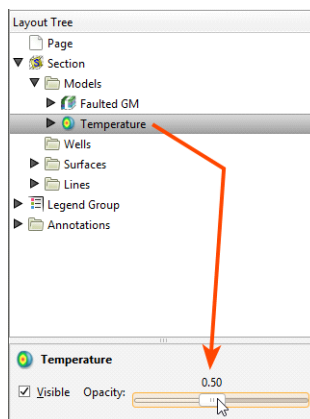 Layout Tree
Page
Section
Models
Faulted GM
Temperature
Wells
Surfaces
Lines
Legend Group
Annotations
Temperature
0.50
Visible Opacity: